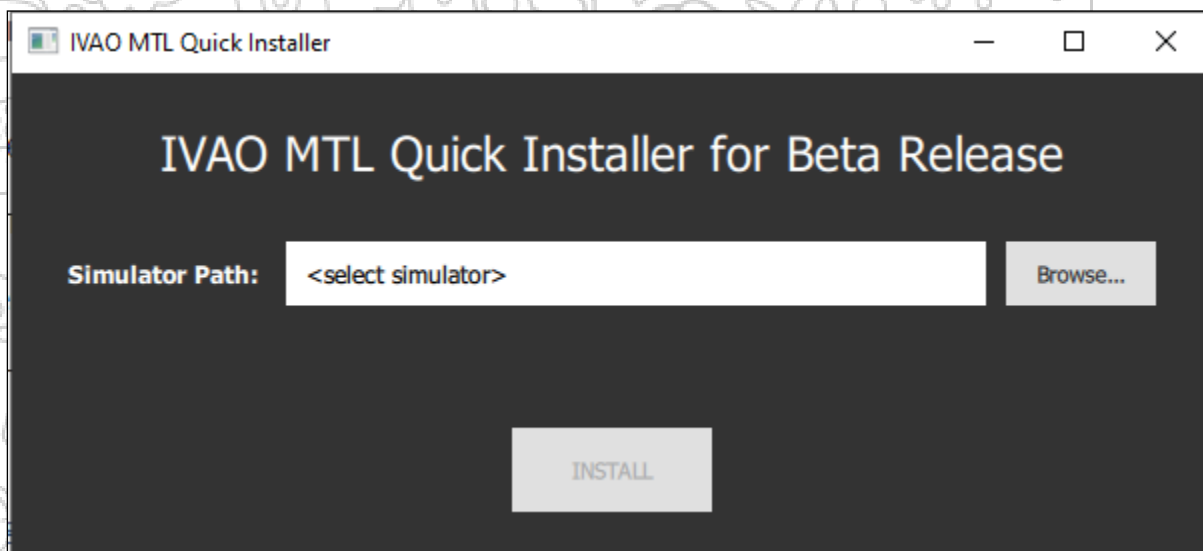 IVAO MTL Quick Installer
IVAO MTL Quick Installer for Beta Release
Simulator Path: <select simulator> Browse...
INSTALL